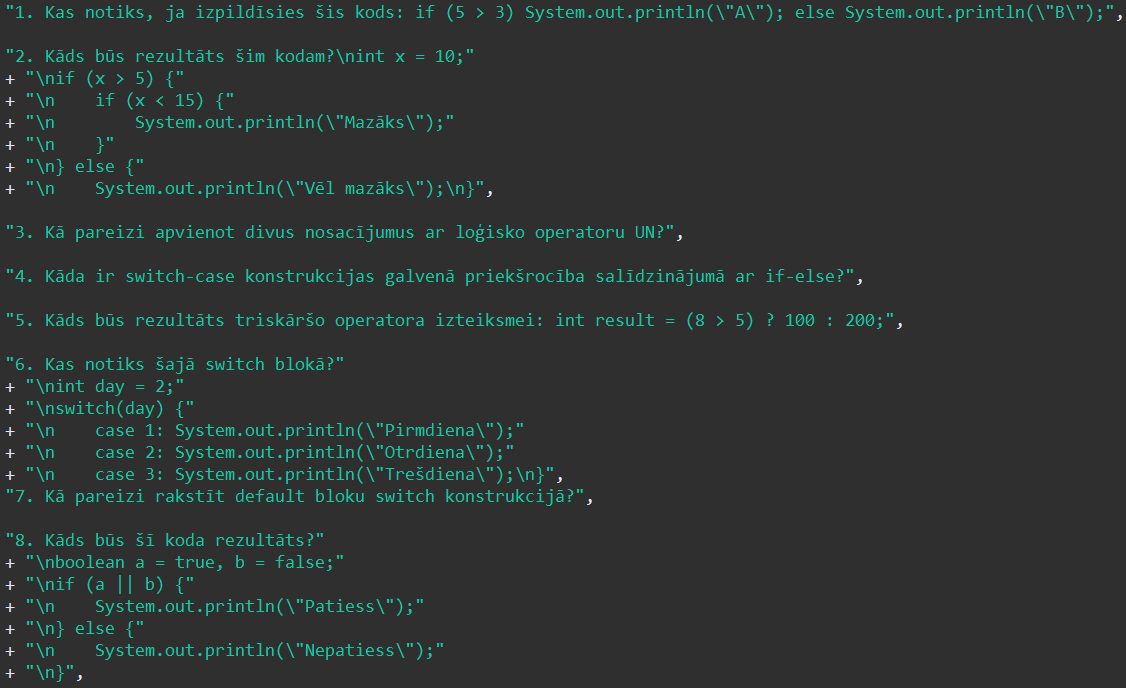 "1. Kas notiks, ja izpildīsies šis kods: if (5 > 3) System.out.println(\"A\"); else System.out.println(\"B\");",
"2. Kāds būs rezultāts šim kodam?\nint x = 10;"
+ "\nif (x > 5) {"
+ "\n    if (x < 15) {"
+ "\n        System.out.println(\"Mazāks\");"
+ "\n    }"
+ "\n} else {"
+ "\n    System.out.println(\"Vēl mazāks\");\n}",
"3. Kā pareizi apvienot divus nosacījumus ar loģisko operatoru UN?",
"4. Kāda ir switch-case konstrukcijas galvenā priekšrocība salīdzinājumā ar if-else?",
"5. Kāds būs rezultāts triskāršo operatora izteiksmei: int result = (8 > 5) ? 100 : 200;",
"6. Kas notiks šajā switch blokā?"
+ "\nint day = 2;"
+ "\nswitch(day) {"
+ "\n    case 1: System.out.println(\"Pirmdiena\");"
+ "\n    case 2: System.out.println(\"Otrdiena\");"
+ "\n    case 3: System.out.println(\"Trešdiena\");\n}",
"7. Kā pareizi rakstīt default bloku switch konstrukcijā?",
"8. Kāds būs šī koda rezultāts?"
+ "\nboolean a = true, b = false;"
+ "\nif (a || b) {"
+ "\n    System.out.println(\"Patiess\");"
+ "\n} else {"
+ "\n    System.out.println(\"Nepatiess\");"
+ "\n}",